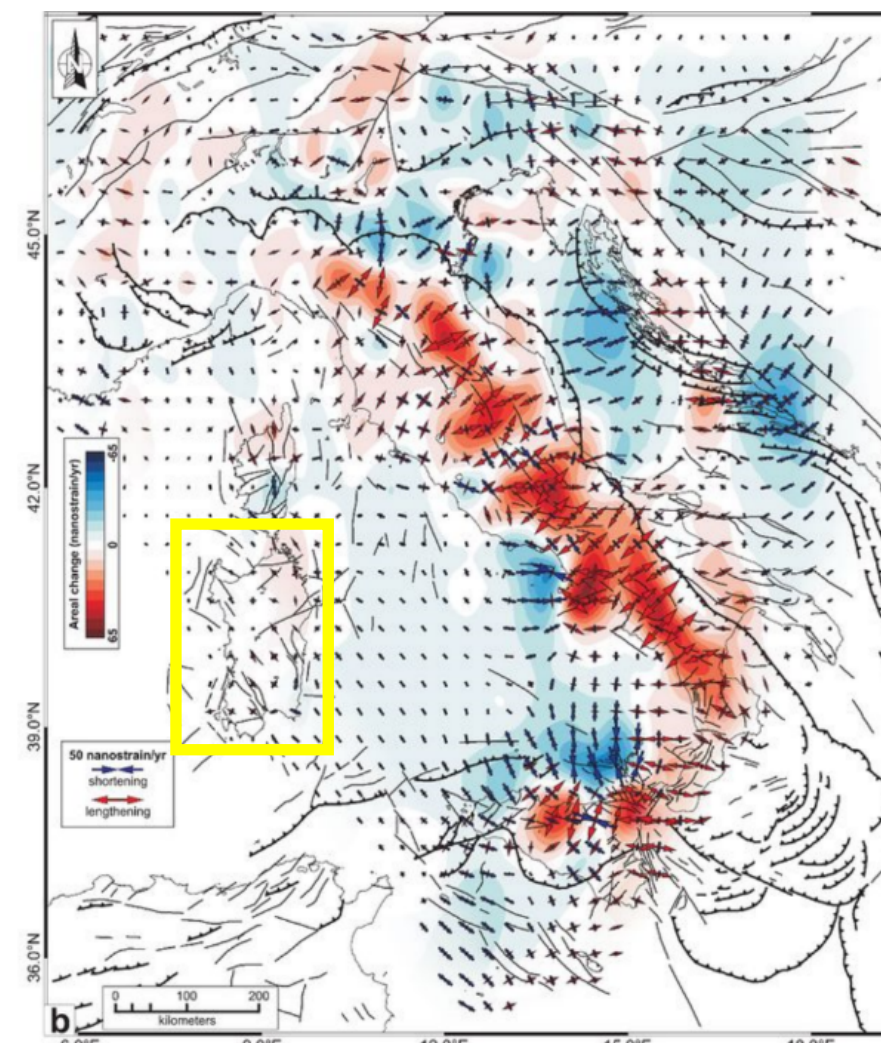 N
45.0°N
42.0°N
39.0°N
36.0°N
Areal change (nanostrain/yr)
-65
0
65
50 nanostrain/yr
shortening
lengthening
0 100 200
kilometers
b